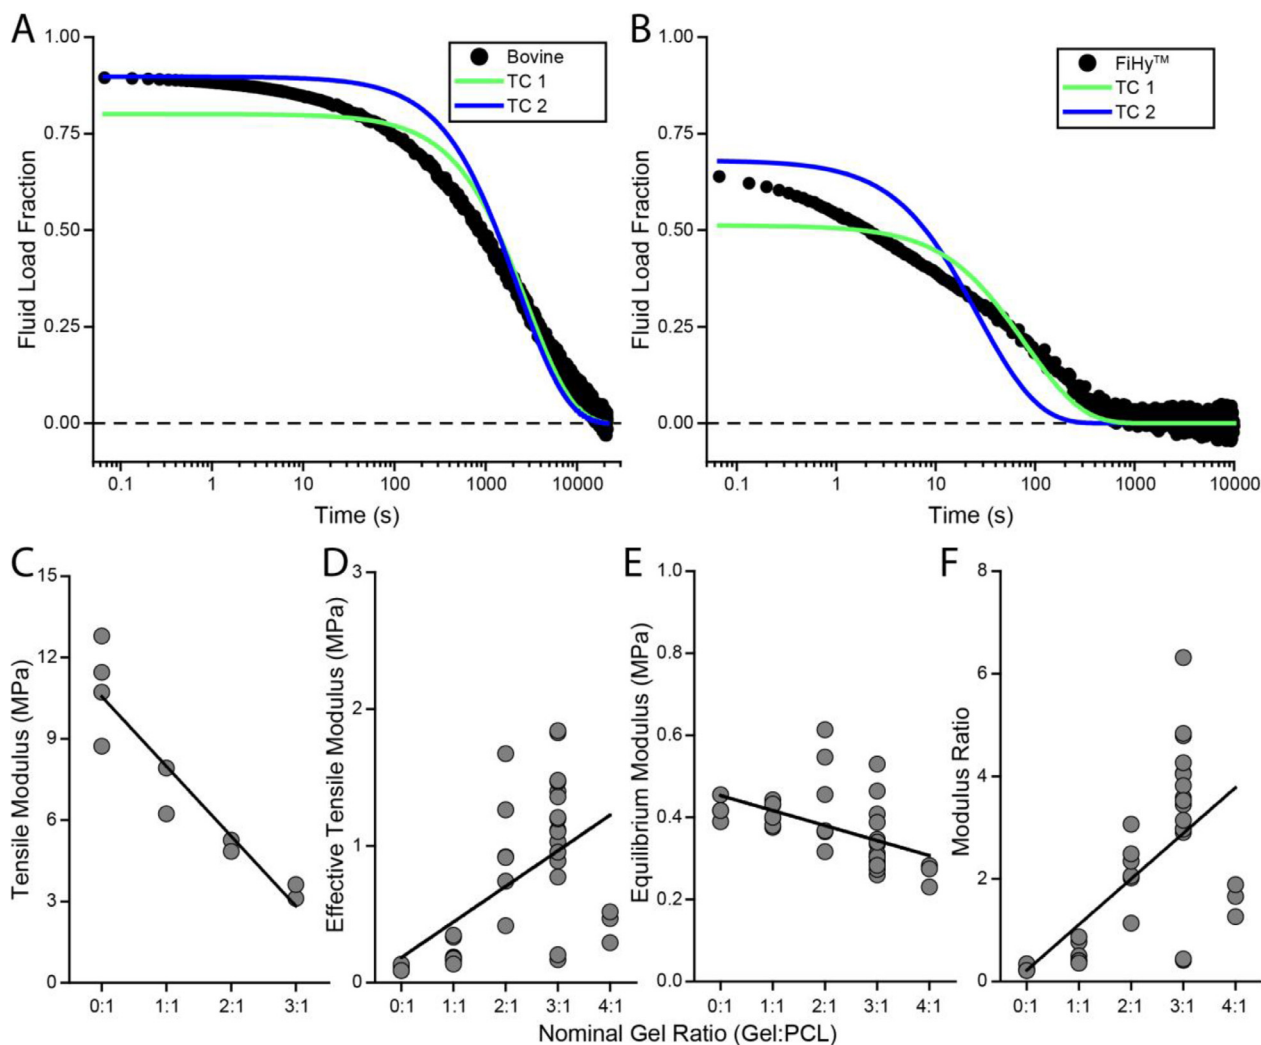 A
1.00
0.75
0.50
0.25
0.00
Fluid Load Fraction
Bovine
TC 1
TC 2
0.1 1 10 100 1000 10000
Time (s)
B
1.00
0.75
0.50
0.25
0.00
Fluid Load Fraction
FiHy™
TC 1
TC 2
0.1 1 10 100 1000 10000
Time (s)
C
15
12
9
6
3
0
Tensile Modulus (MPa)
0:1 1:1 2:1 3:1
D
3
2
1
0
Effective Tensile Modulus (MPa)
0:1 1:1 2:1 3:1 4:1
E
1.0
0.8
0.6
0.4
0.2
0.0
Equilibrium Modulus (MPa)
0:1 1:1 2:1 3:1 4:1
F
8
6
4
2
0
Modulus Ratio
0:1 1:1 2:1 3:1 4:1
Nominal Gel Ratio (Gel:PCL)